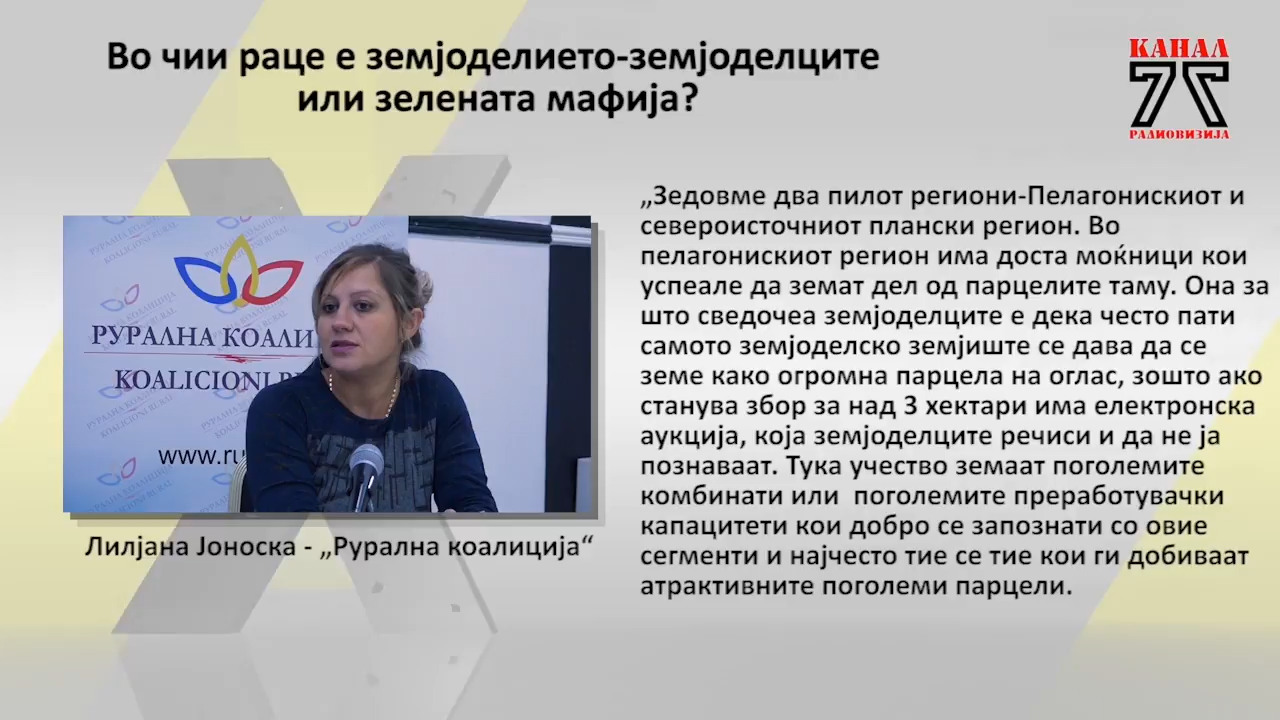 Во чии раце е земјоделието-земјоделците
или зелената мафија?
КАНАЛ
77
РАДИОВИЗИЈА
РУРАЛНА КОАЛИ
KOALICIONI
www.ru
Лилјана Јоноска - „Рурална коалиција“
„Зедовме два пилот региони-Пелагонискиот и
североисточниот плански регион. Во
пелагонискиот регион има доста моќници кои
успеале да земат дел од парцелите таму. Она за
што сведочеа земјоделците е дека често пати
самото земјоделско земјиште се дава да се
земе како огромна парцела на оглас, зошто ако
станува збор за над 3 хектари има електронска
аукција, која земјоделците речиси и да не ја
познаваат. Тука учество земаат поголемите
комбинати или  поголемите преработувачки
капацитети кои добро се запознати со овие
сегменти и најчесто тие се тие кои ги добиваат
атрактивните поголеми парцели.